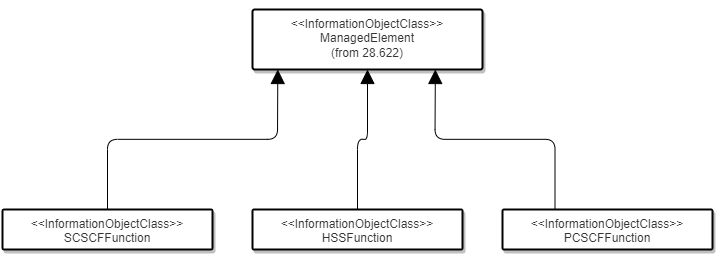 <<InformationObjectClass>>
ManagedElement
(from 28.622)
<<InformationObjectClass>>
SCSCFFunction
<<InformationObjectClass>>
HSSFunction
<<InformationObjectClass>>
PCSCFFunction